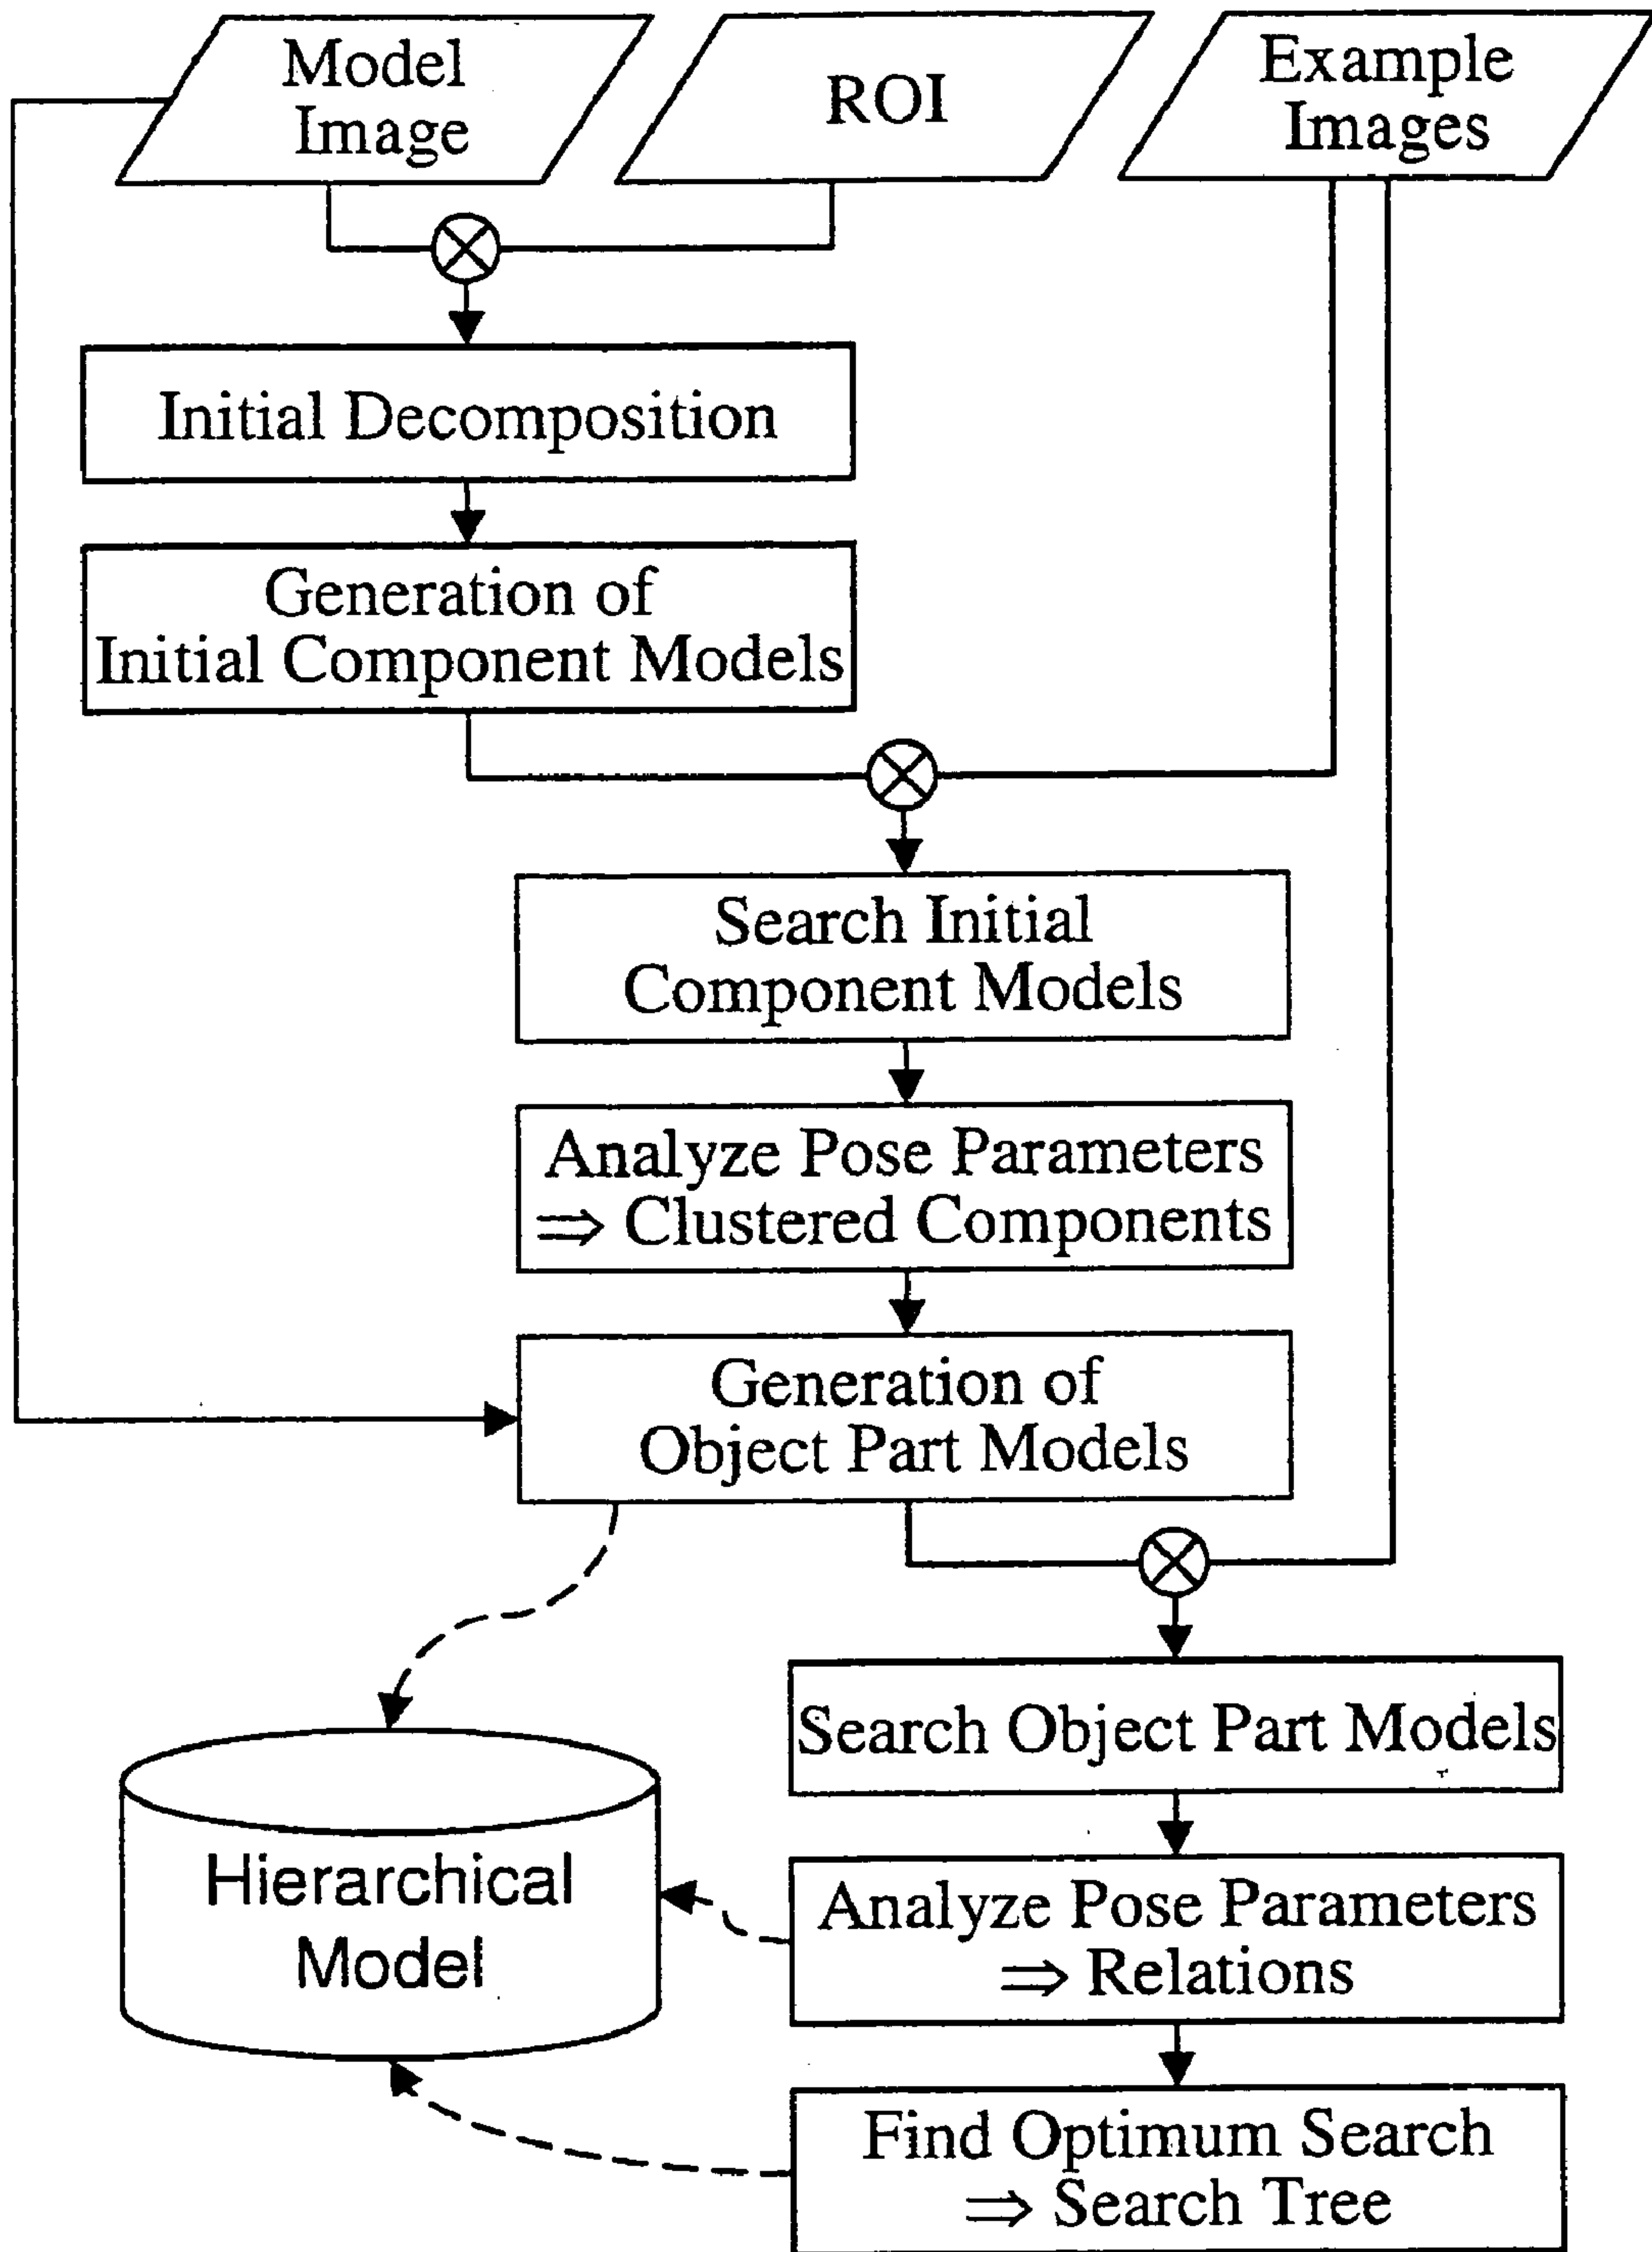 Model
Image
ROI
Example
Images
Initial Decomposition
Generation of
Initial Component Models
Search Initial
Component Models
Analyze Pose Parameters
⇒ Clustered Components
Generation of
Object Part Models
Search Object Part Models
Analyze Pose Parameters
⇒ Relations
Hierarchical
Model
Find Optimum Search
⇒ Search Tree